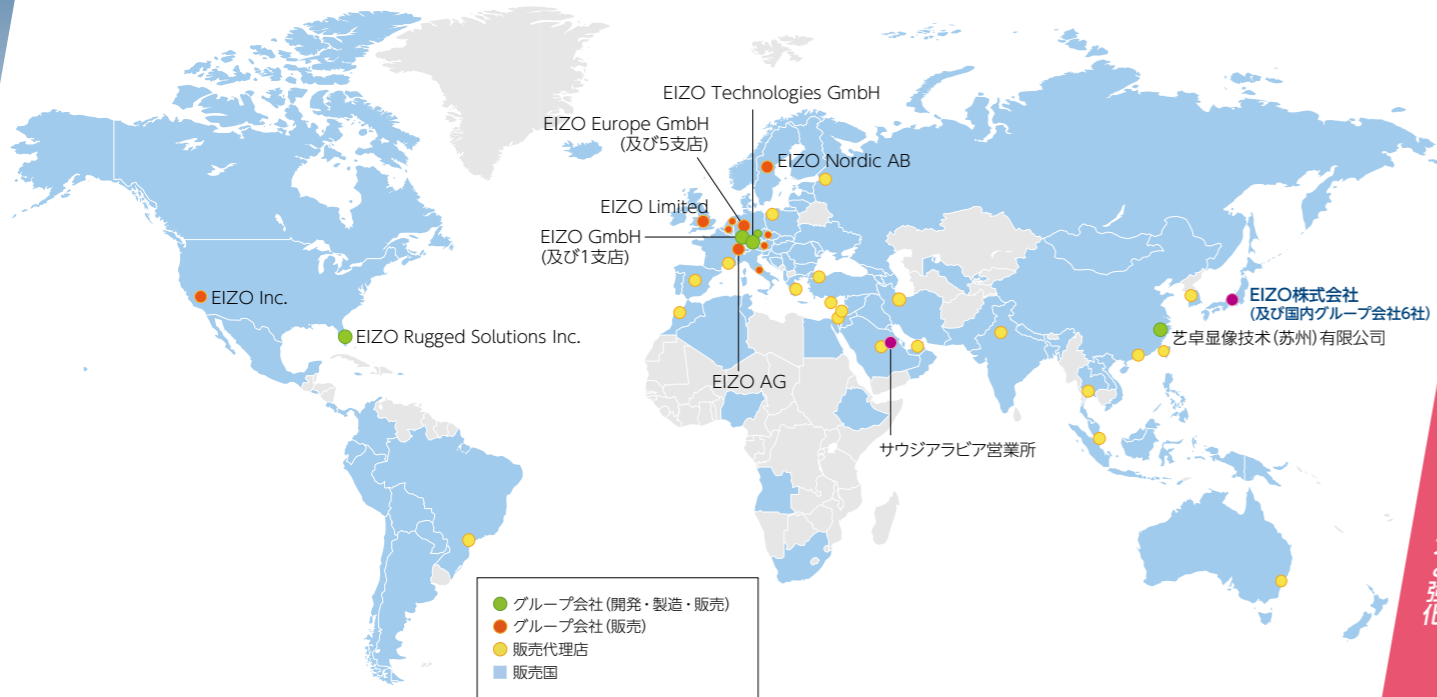 EIZO Technologies GmbH
EIZO Europe GmbH
(及び5支店)
EIZO Nordic AB
EIZO Limited
EIZO GmbH
(及び1支店)
EIZO Inc.
EIZO株式会社
(及び国内グループ会社6社)
EIZO Rugged Solutions Inc.
艺卓显像技术(苏州)有限公司
EIZO AG
サウジアラビア営業所
グループ会社(開発・製造・販売)
グループ会社(販売)
販売代理店
販売国
強化